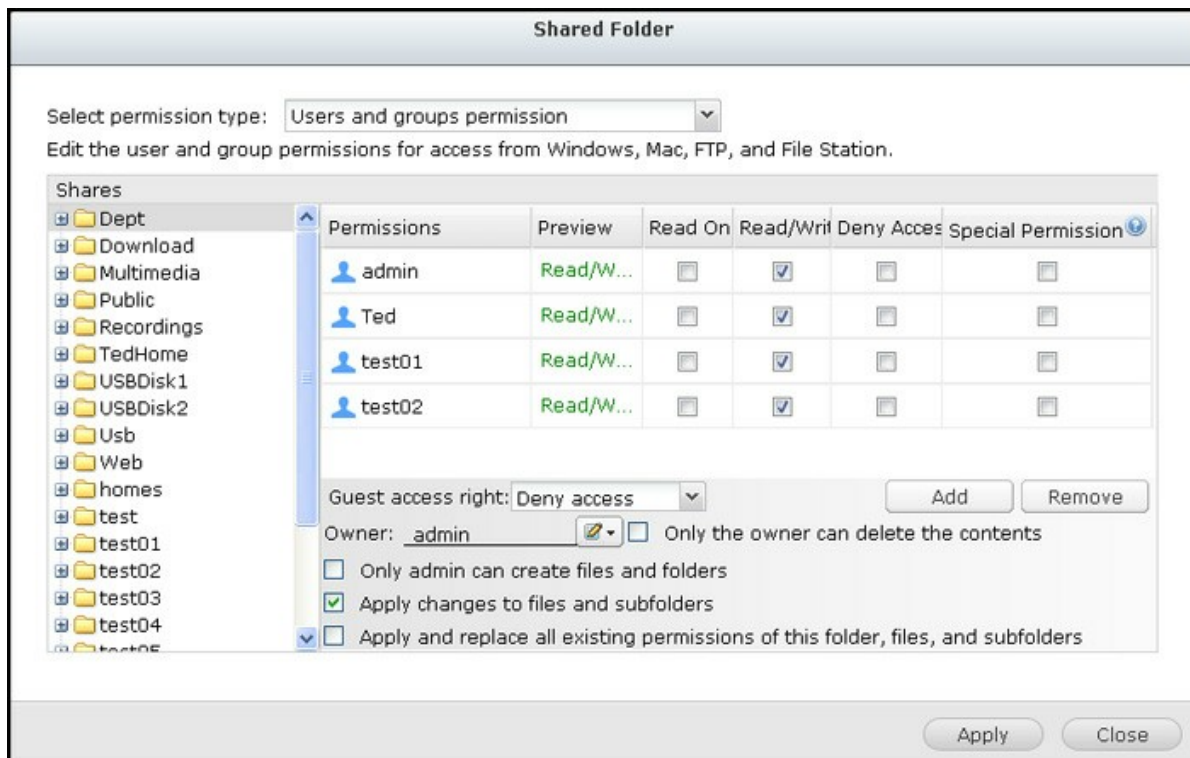 Shared Folder
Select permission type: Users and groups permission
Edit the user and group permissions for access from Windows, Mac, FTP, and File Station.
Shares
Dept
Download
Multimedia
Public
Recordings
TedHome
USBDisk1
USBDisk2
Usb
Web
homes
test
test01
test02
test03
test04
test05
Permissions Preview Read On Read/Writ Deny Acces Special Permission
admin Read/W...
Ted Read/W...
test01 Read/W...
test02 Read/W...
Guest access right: Deny access Add Remove
Owner: admin Only the owner can delete the contents
Only admin can create files and folders
Apply changes to files and subfolders
Apply and replace all existing permissions of this folder, files, and subfolders
Apply Close